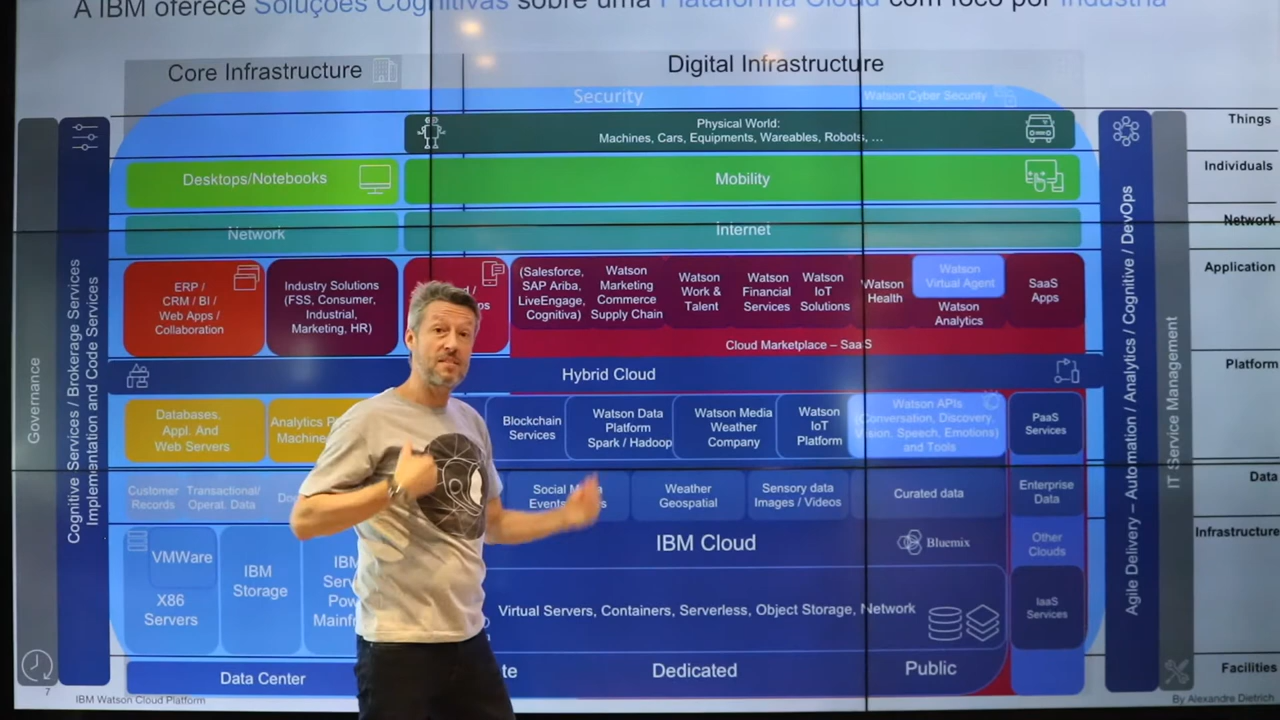 A IBM oferece Soluções Cognitivas sobre uma Plataforma Cloud com foco por Indústria
Core Infrastructure
Digital Infrastructure
Security
Watson Cyber Security
Physical World:
Machines, Cars, Equipments, Wareables, Robots, ...
Things
Desktops/Notebooks
Mobility
Individuals
Network
Internet
Network
ERP /
CRM / BI /
Web Apps /
Collaboration
Industry Solutions
(FSS, Consumer,
Industrial,
Marketing, HR)
(Salesforce,
SAP Ariba,
LiveEngage,
Cognitiva)
Watson
Marketing
Commerce
Supply Chain
Watson
Work &
Talent
Watson
Financial
Services
Watson
IoT
Solutions
Watson
Health
Watson
Virtual Agent
Watson
Analytics
SaaS
Apps
Application
Cloud Marketplace – SaaS
Hybrid Cloud
Platform
Databases,
Appl. And
Web Servers
Analytics
Blockchain
Services
Watson Data
Platform
Spark / Hadoop
Watson Media
Weather
Company
Watson
IoT
Platform
Watson APIs
(Conversation, Discovery,
Vision, Speech, Emotions)
and Tools
PaaS
Services
Customer
Records
Transactional/
Operat. Data
Social
Weather
Geospatial
Sensory data
Images / Videos
Curated data
Enterprise
Data
Data
VMWare
X86
Servers
IBM
Storage
IBM
IBM Cloud
Bluemix
Other
Clouds
Infrastructure
Virtual Servers, Containers, Serverless, Object Storage, Network
IaaS
Services
Data Center
Dedicated
Public
Facilities
Governance
Cognitive Services / Brokerage Services
Implementation and Code Services
Agile Delivery – Automation / Analytics / Cognitive / DevOps
IT Service Management
7
IBM Watson Cloud Platform
By Alexandre Dietrich